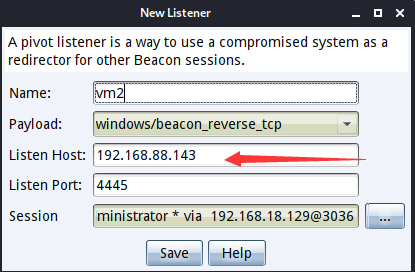 New Listener
A pivot listener is a way to use a compromised system as a
redirector for other Beacon sessions.
Name: vm2
Payload: windows/beacon_reverse_tcp
Listen Host: 192.168.88.143
Listen Port: 4445
Session ministrator * via 192.168.18.129@3036 ...
Save Help